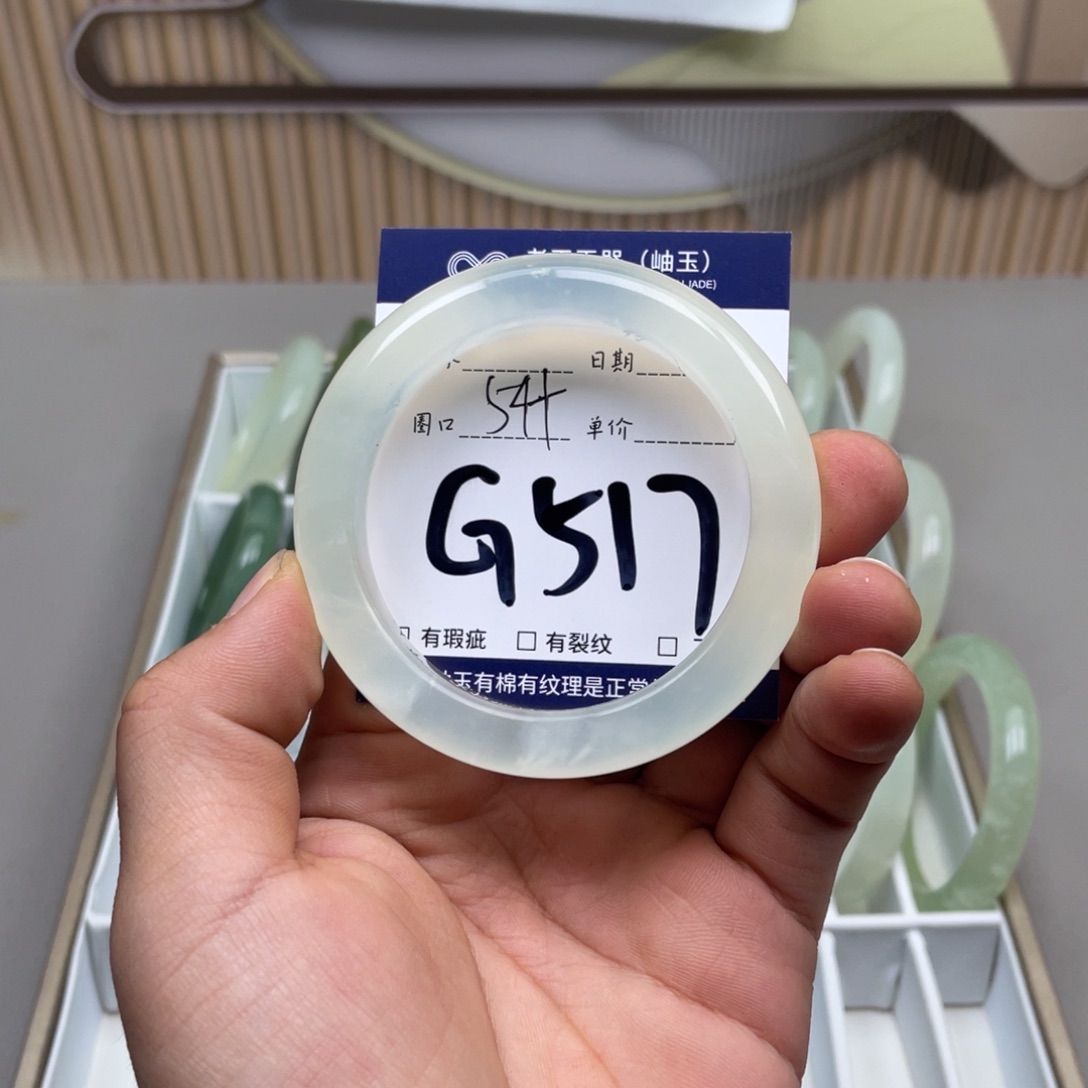 （岫玉）
JADE)
日期
圈口 54+ 单价
G517
有瑕疵 □ 有裂纹 □
玉有棉有纹理是正常